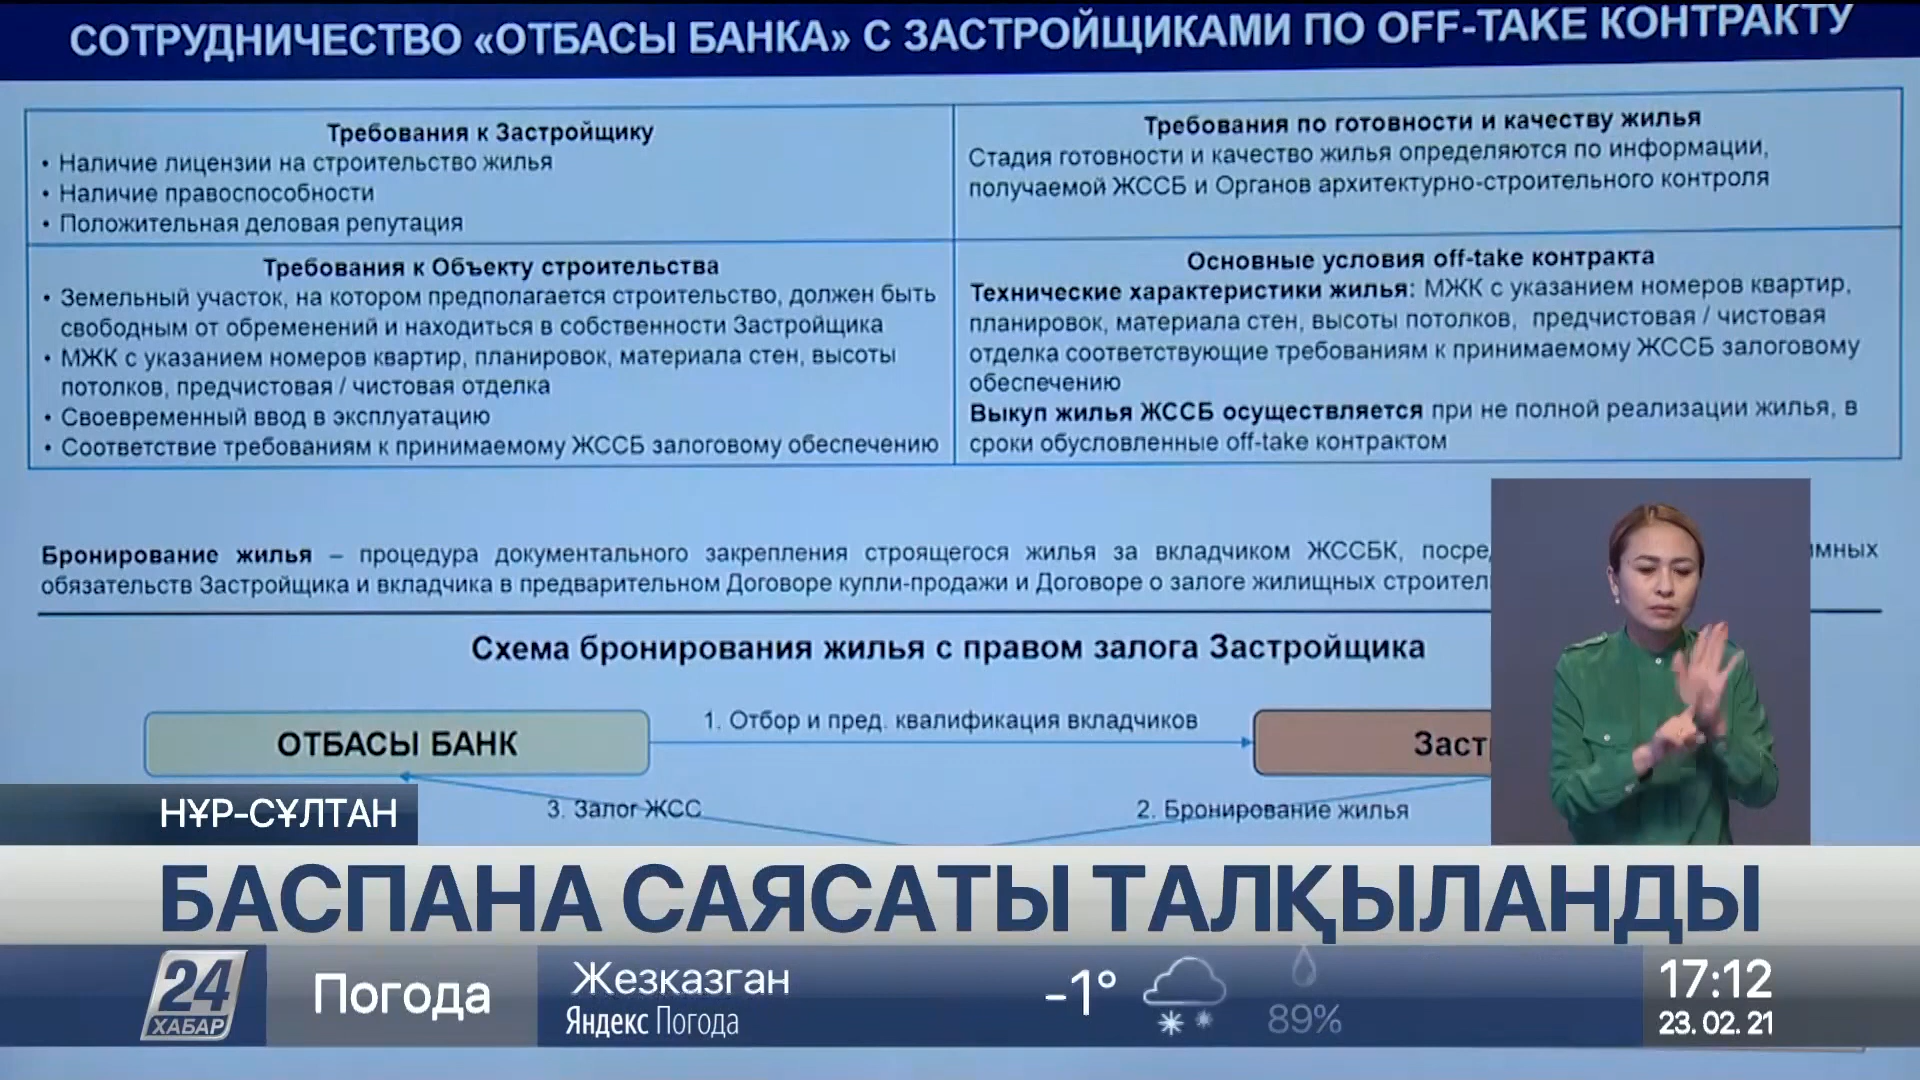 СОТРУДНИЧЕСТВО «ОТБАСЫ БАНКА» С ЗАСТРОЙЩИКАМИ ПО OFF-TAKE КОНТРАКТУ
Требования к Застройщику
• Наличие лицензии на строительство жилья
• Наличие правоспособности
• Положительная деловая репутация
Требования по готовности и качеству жилья
Стадия готовности и качество жилья определяются по информации,
получаемой ЖССБ и Органов архитектурно-строительного контроля
Требования к Объекту строительства
• Земельный участок, на котором предполагается строительство, должен быть
свободным от обременений и находиться в собственности Застройщика
• МЖК с указанием номеров квартир, планировок, материала стен, высоты
потолков, предчистовая / чистовая отделка
• Своевременный ввод в эксплуатацию
• Соответствие требованиям к принимаемому ЖССБ залоговому обеспечению
Основные условия off-take контракта
Технические характеристики жилья: МЖК с указанием номеров квартир,
планировок, материала стен, высоты потолков, предчистовая / чистовая
отделка соответствующие требованиям к принимаемому ЖССБ залоговому
обеспечению
Выкуп жилья ЖССБ осуществляется при не полной реализации жилья, в
сроки обусловленные off-take контрактом
Бронирование жилья – процедура документального закрепления строящегося жилья за вкладчиком ЖССБК,
обязательств Застройщика и вкладчика в предварительном Договоре купли-продажи и Договоре о залоге жилищных
Схема бронирования жилья с правом залога Застройщика
ОТБАСЫ БАНК
1. Отбор и пред. квалификация вкладчиков
3. Залог ЖСС
2. Бронирование жилья
НҰР-СҰЛТАН
БАСПАНА САЯСАТЫ ТАЛҚЫЛАНДЫ
24
ХАБАР
Погода
Жезказган
Яндекс Погода
-1°
89%
17:12
23. 02. 21